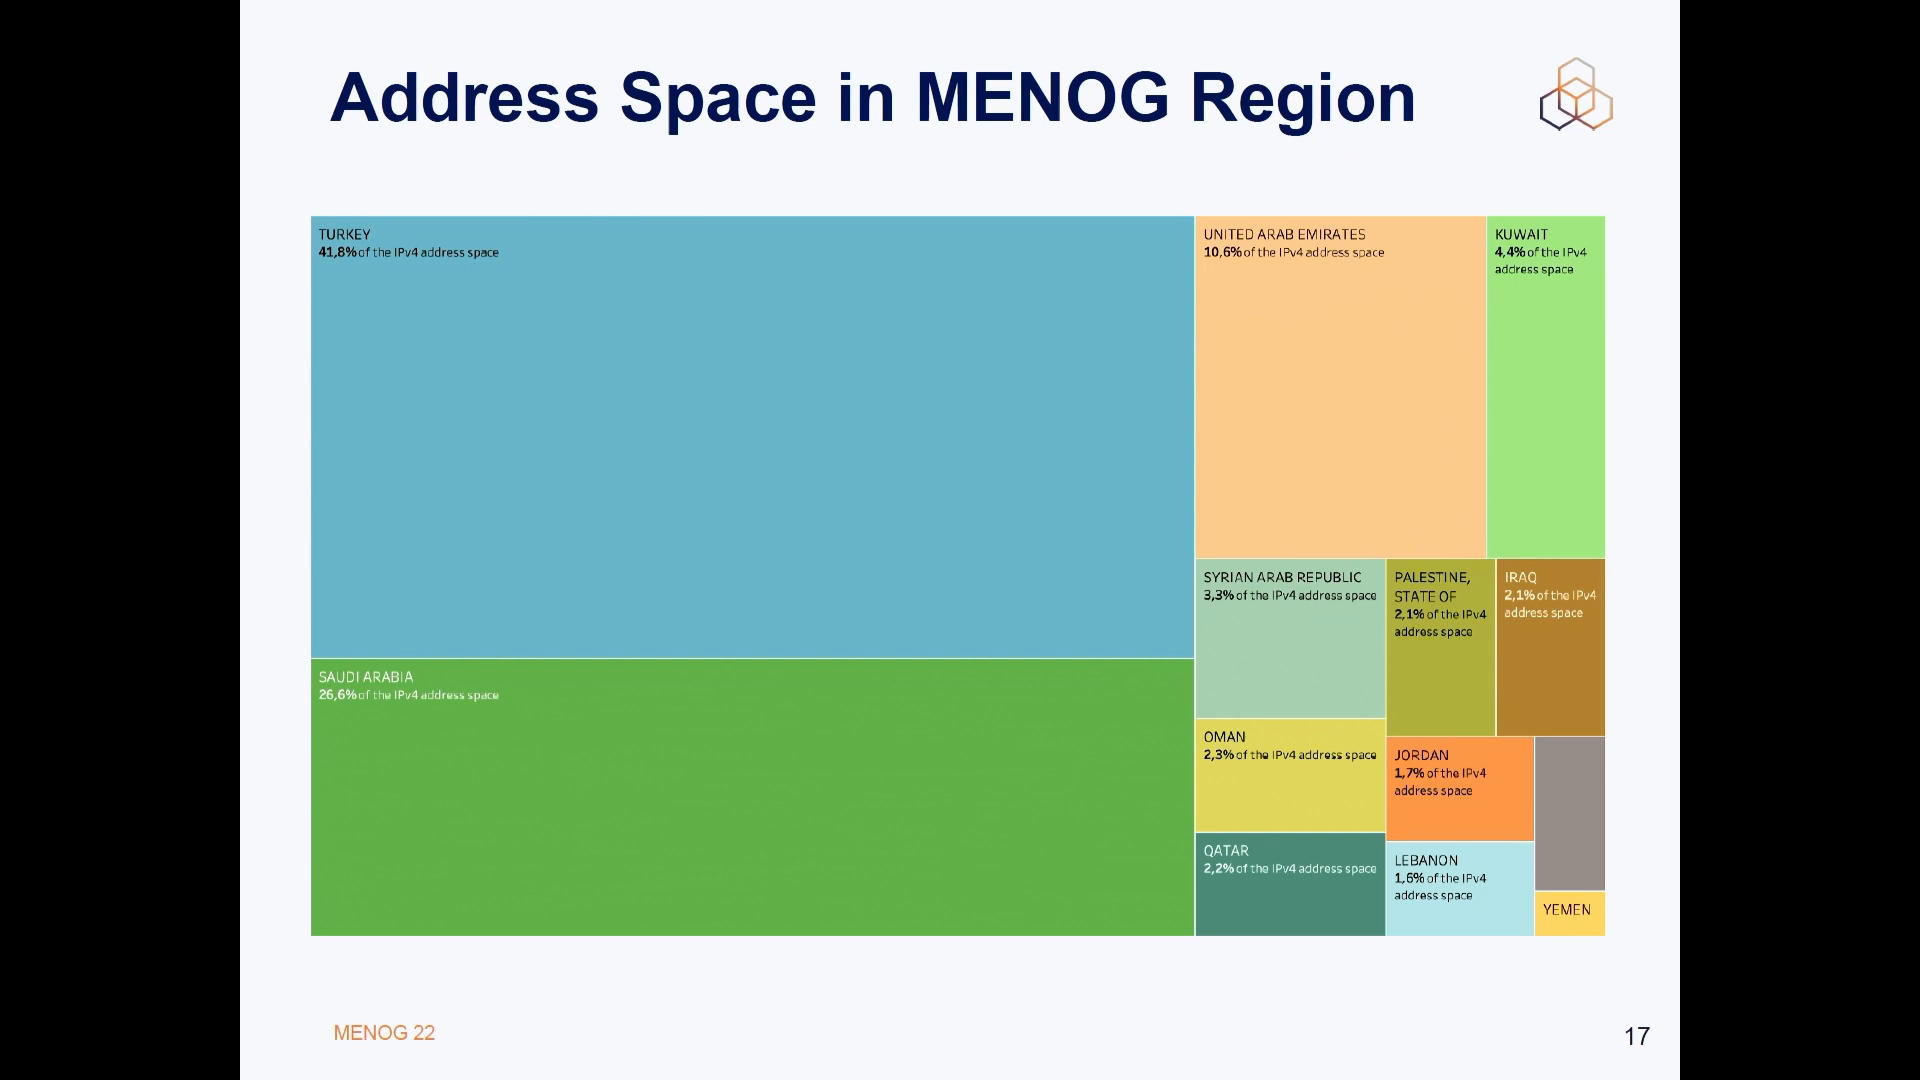 Address Space in MENOG Region
TURKEY
41,8% of the IPv4 address space
UNITED ARAB EMIRATES
10,6% of the IPv4 address space
KUWAIT
4,4% of the IPv4
address space
SYRIAN ARAB REPUBLIC
3,3% of the IPv4 address space
PALESTINE,
STATE OF
2,1% of the IPv4
address space
IRAQ
2,1% of the IPv4
address space
SAUDI ARABIA
26,6% of the IPv4 address space
OMAN
2,3% of the IPv4 address space
JORDAN
1,7% of the IPv4
address space
QATAR
2,2% of the IPv4 address space
LEBANON
1,6% of the IPv4
address space
YEMEN
MENOG 22
17